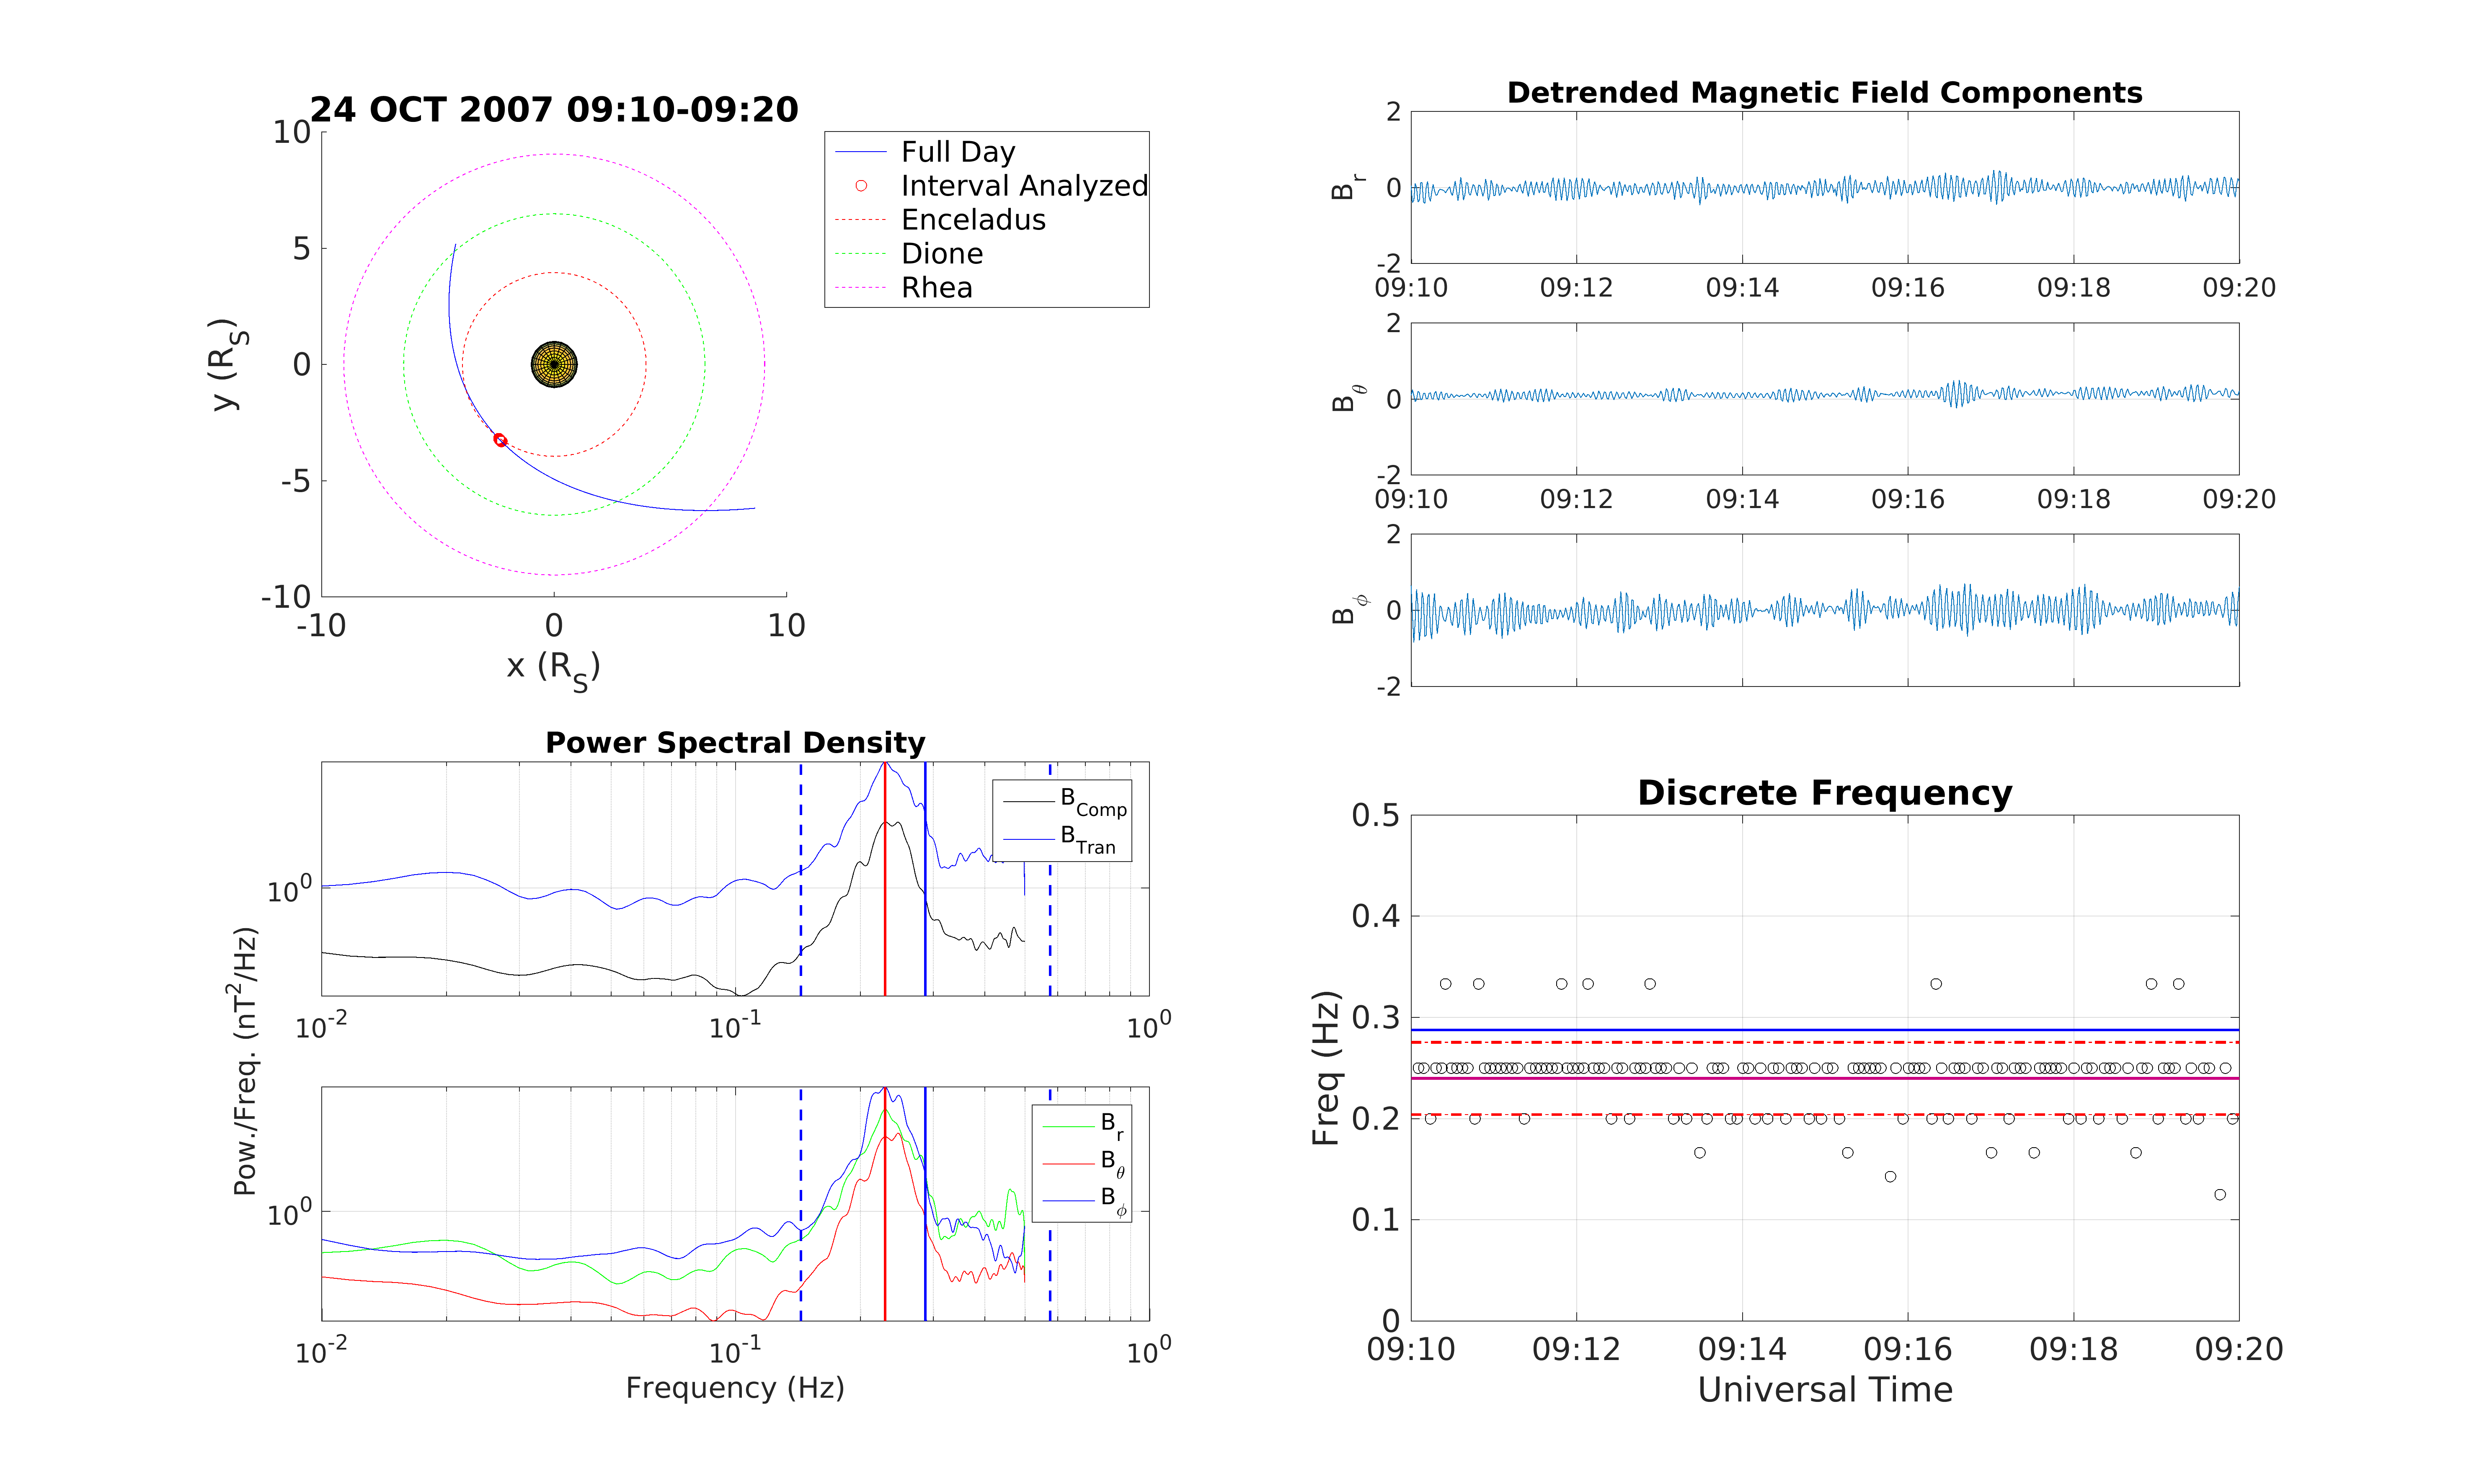 24 OCT 2007 09:10-09:20
10
5
0
-5
-10
-10 0 10
y (R_S)
x (R_S)
Full Day
Interval Analyzed
Enceladus
Dione
Rhea
Detrended Magnetic Field Components
2
0
-2
B_r
09:10 09:12 09:14 09:16 09:18 09:20
2
0
-2
B_θ
09:10 09:12 09:14 09:16 09:18 09:20
2
0
-2
B_ϕ
Power Spectral Density
B_Comp
B_Tran
10^0
10^-2 10^-1 10^0
Pow./Freq. (nT^2/Hz)
B_r
B_θ
B_ϕ
10^0
10^-2 10^-1 10^0
Frequency (Hz)
Discrete Frequency
0.5
0.4
0.3
0.2
0.1
0
Freq (Hz)
09:10 09:12 09:14 09:16 09:18 09:20
Universal Time